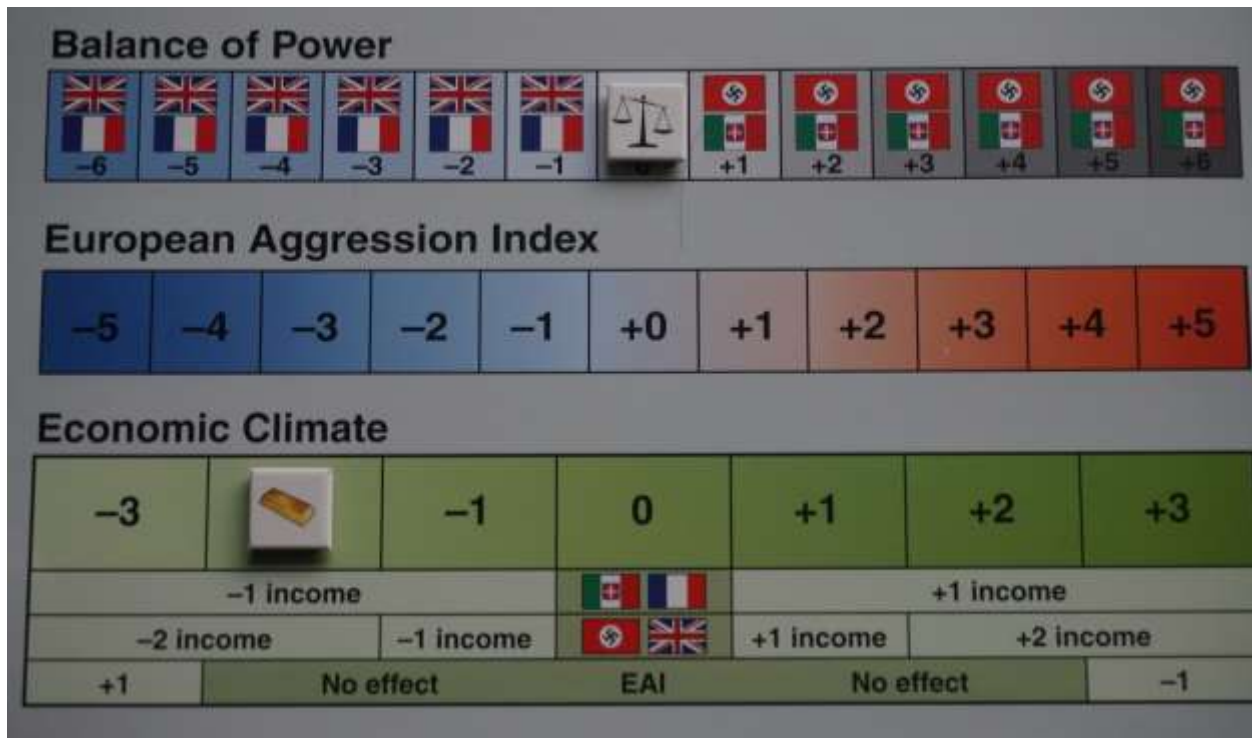 Balance of Power
–6 –5 –4 –3 –2 –1 +1 +2 +3 +4 +5 +6
European Aggression Index
–5 –4 –3 –2 –1 +0 +1 +2 +3 +4 +5
Economic Climate
–3 –1 0 +1 +2 +3
–1 income +1 income
–2 income –1 income +1 income +2 income
+1 No effect EAI No effect –1